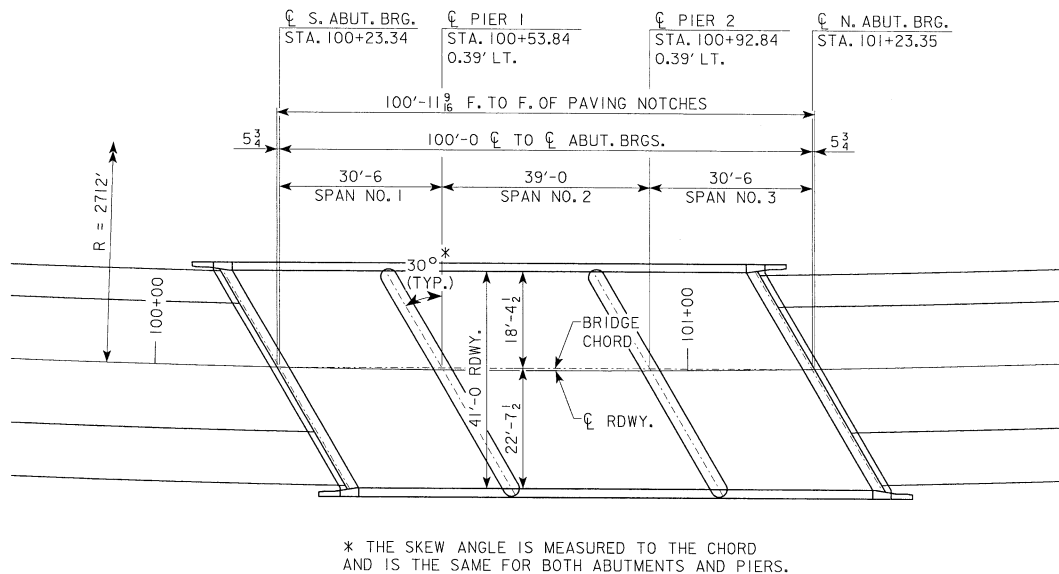 ℄ S. ABUT. BRG.
STA. 100+23.34
℄ PIER 1
STA. 100+53.84
0.39' LT.
℄ PIER 2
STA. 100+92.84
0.39' LT.
℄ N. ABUT. BRG.
STA. 101+23.35
100'-11 9/16 F. TO F. OF PAVING NOTCHES
5 3/4
100'-0 ℄ TO ℄ ABUT. BRGS.
5 3/4
30'-6
SPAN NO. 1
39'-0
SPAN NO. 2
30'-6
SPAN NO. 3
R = 2712'
100+00
30° *
(TYP.)
41'-0 RDWY.
18'-4 1/2
22'-7 1/2
BRIDGE
CHORD
℄ RDWY.
101+00
* THE SKEW ANGLE IS MEASURED TO THE CHORD
AND IS THE SAME FOR BOTH ABUTMENTS AND PIERS.